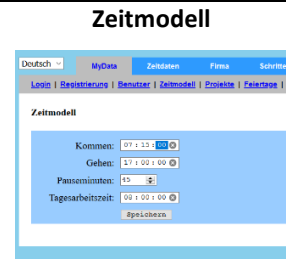 Zeitmodell
Deutsch MyData Zeitdaten Firma Schritte
Login | Registrierung | Benutzer | Zeitmodell | Projekte | Feiertage |
Zeitmodell
Kommen: 07:15:00
Gehen: 17:00:00
Pauseminuten: 45
Tagesarbeitszeit: 08:00:00
Speichern